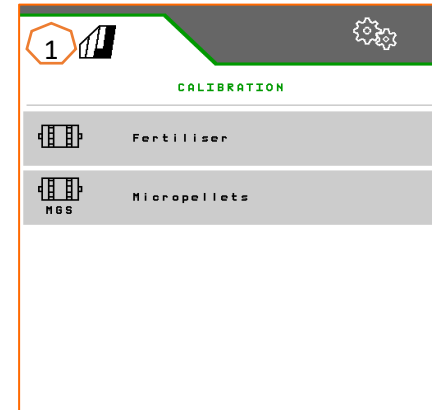 1
CALIBRATION
Fertiliser
MGS
Micropellets